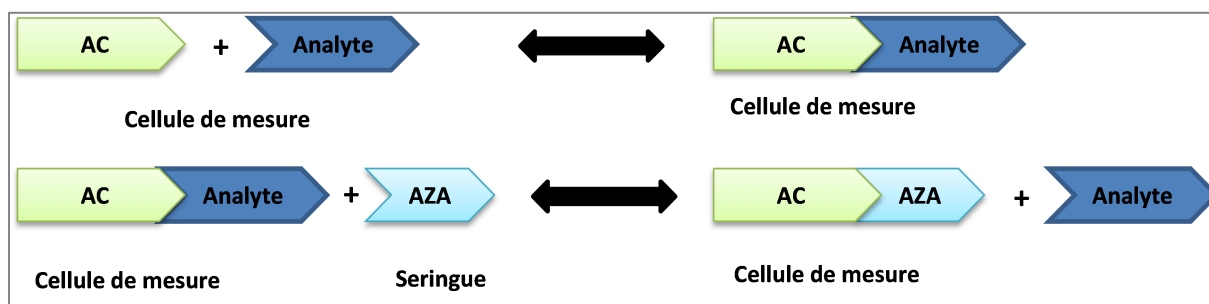 AC + Analyte AC Analyte
Cellule de mesure Cellule de mesure
AC Analyte + AZA AC AZA + Analyte
Cellule de mesure Seringue Cellule de mesure